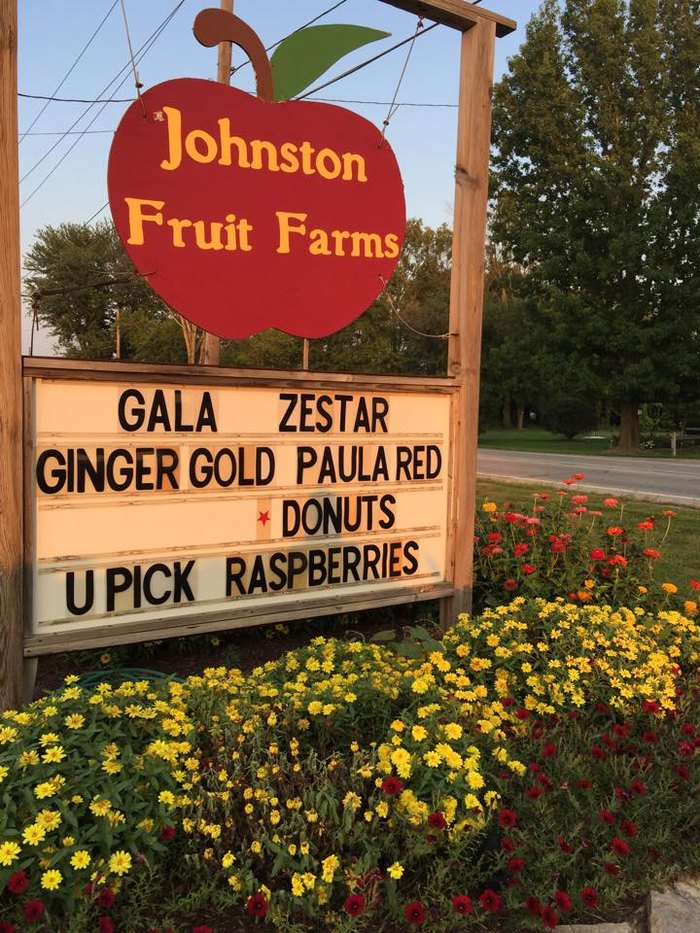 Johnston
Fruit Farms
GALA ZESTAR
GINGER GOLD PAULA RED
DONUTS
U PICK RASPBERRIES